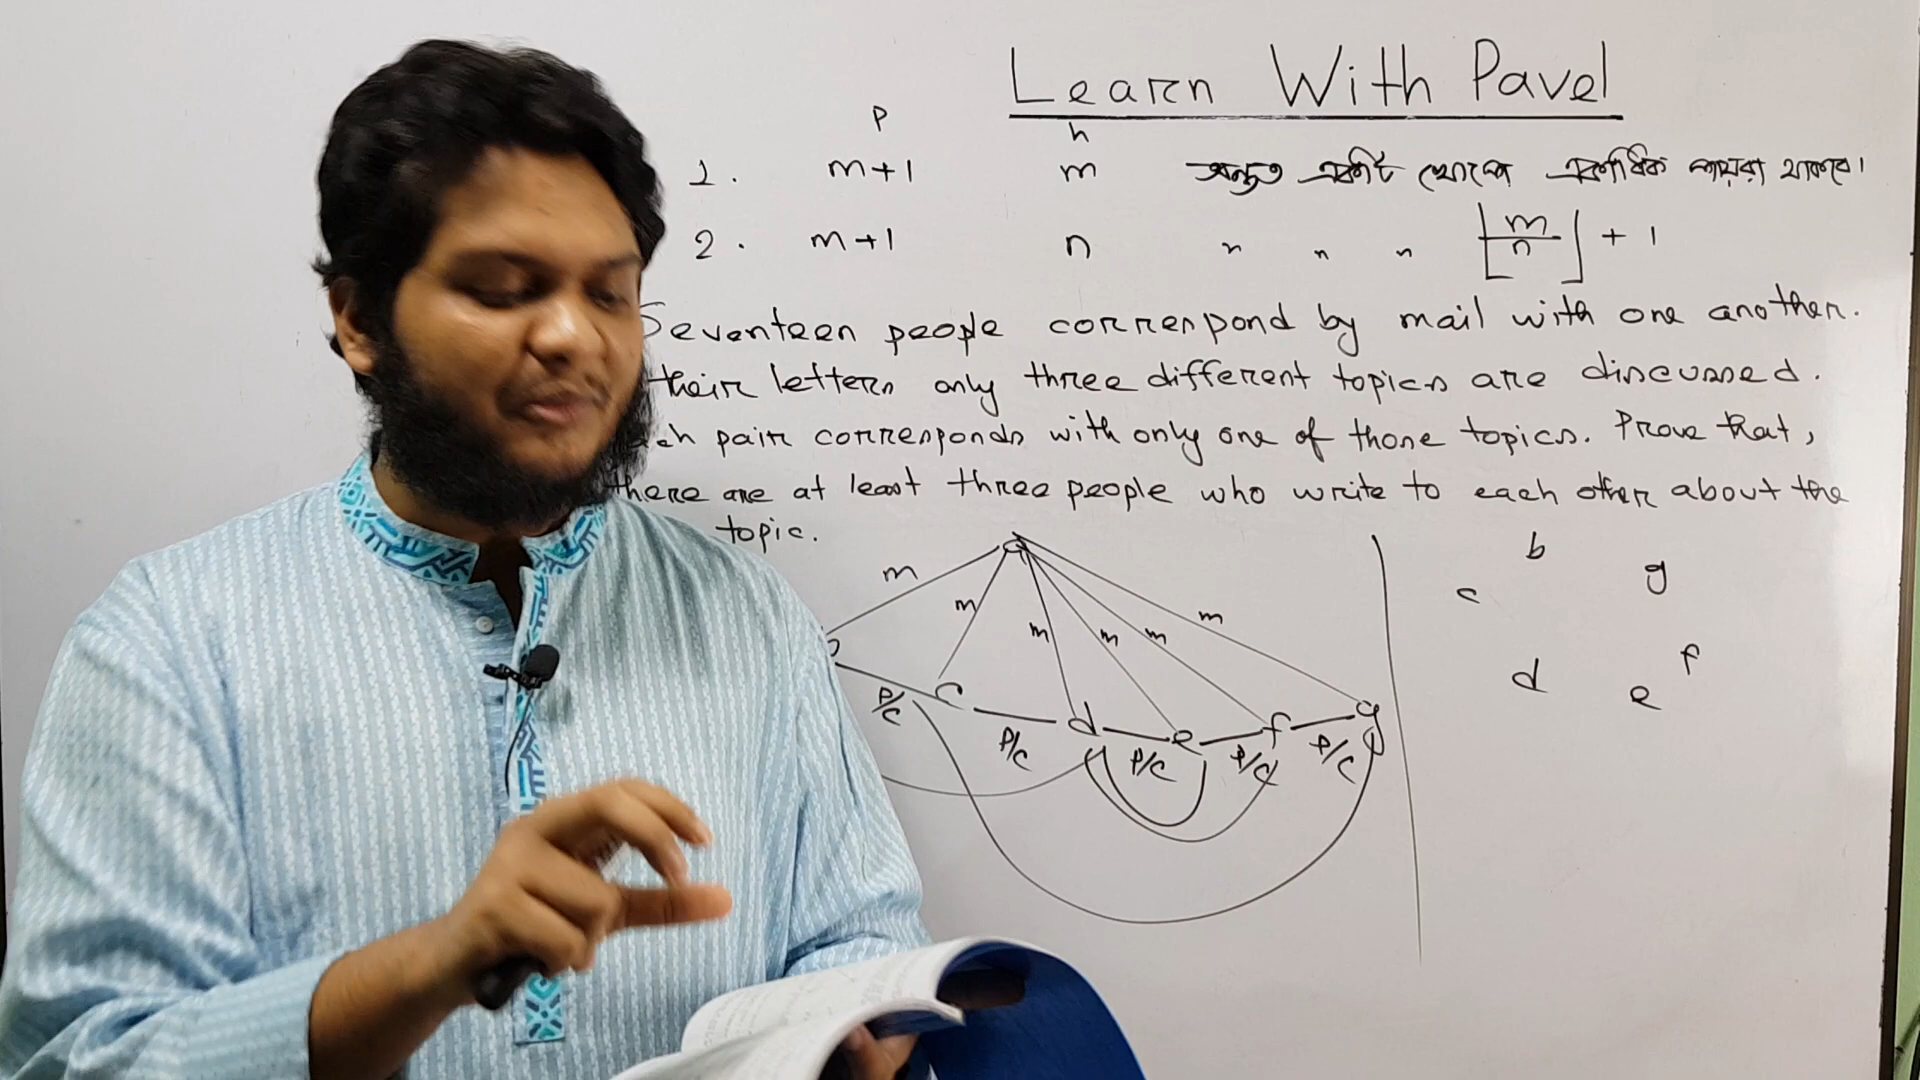 Learn With Pavel
P h
1. m+1 m অন্তত একটি খোপে একাধিক পায়রা থাকবে।
2. m+1 n " " " ⌊m/n⌋ + 1
Seventeen people correspond by mail with one another.
their letters only three different topics are discussed.
ch pair corresponds with only one of those topics. Prove that,
there are at least three people who write to each other about the
topic.
a
m m m m m m
c d e f g
P/C P/C P/C P/C P/C
b g
c
d e f